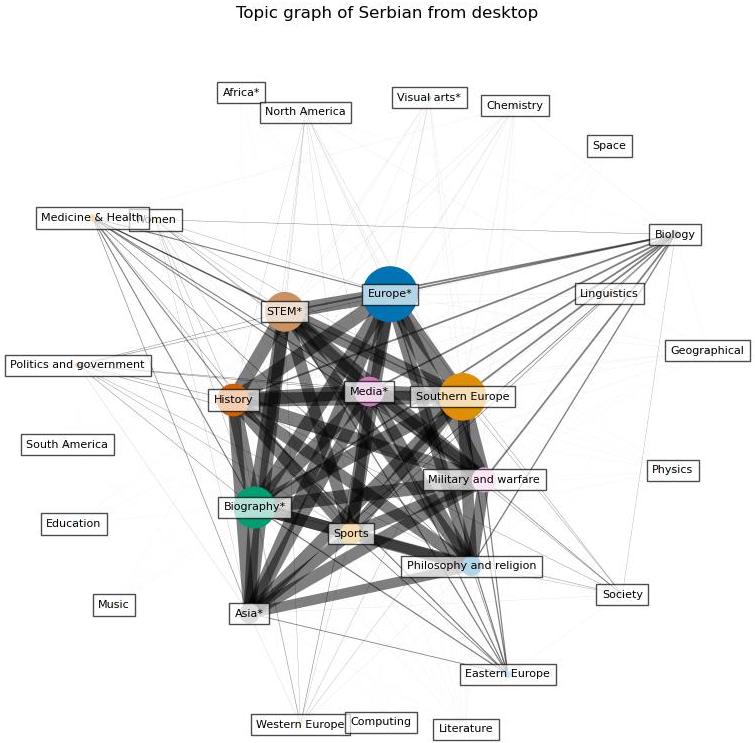 Topic graph of Serbian from desktop
Africa*
North America
Visual arts*
Chemistry
Space
Medicine & Health
Biology
Europe*
Linguistics
STEM*
Geographical
Politics and government
History
Media*
Southern Europe
South America
Physics
Military and warfare
Biography*
Education
Sports
Philosophy and religion
Music
Asia*
Society
Eastern Europe
Western Europe
Computing
Literature